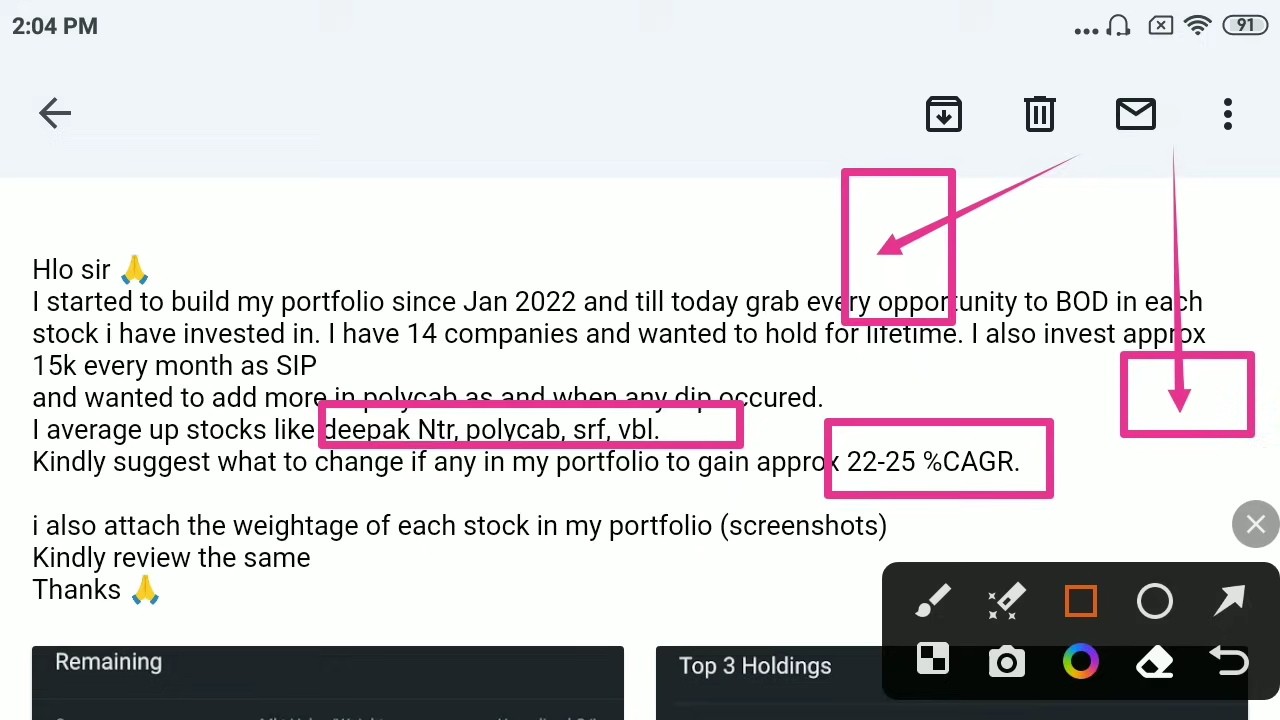 2:04 PM
91
Hlo sir 🙏
I started to build my portfolio since Jan 2022 and till today grab every opportunity to BOD in each
stock i have invested in. I have 14 companies and wanted to hold for lifetime. I also invest approx
15k every month as SIP
and wanted to add more in polycab as and when any dip occured.
I average up stocks like deepak Ntr, polycab, srf, vbl.
Kindly suggest what to change if any in my portfolio to gain approx 22-25 %CAGR.
i also attach the weightage of each stock in my portfolio (screenshots)
Kindly review the same
Thanks 🙏
Remaining
Top 3 Holdings